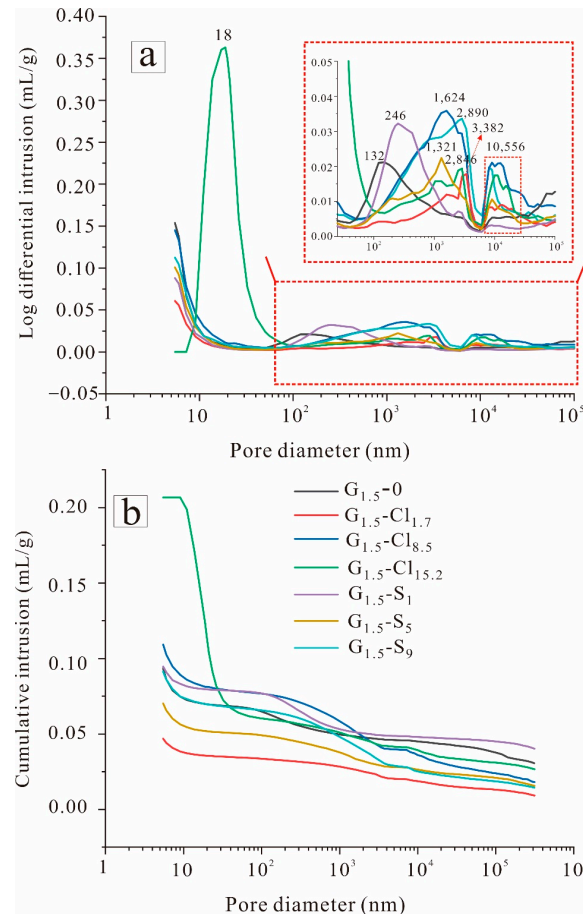 a
18
0.40
0.35
0.30
0.25
0.20
0.15
0.10
0.05
0.00
−0.05
Log differential intrusion (mL/g)
0.05
0.04
0.03
0.02
0.01
0.00
1,624
2,890
246
3,382
132
1,321
2,846
10,556
10² 10³ 10⁴ 10⁵
1 10 10² 10³ 10⁴ 10⁵
Pore diameter (nm)
b
0.20
0.15
0.10
0.05
0.00
Cumulative intrusion (mL/g)
G₁.₅-0
G₁.₅-Cl₁.₇
G₁.₅-Cl₈.₅
G₁.₅-Cl₁₅.₂
G₁.₅-S₁
G₁.₅-S₅
G₁.₅-S₉
1 10 10² 10³ 10⁴ 10⁵
Pore diameter (nm)